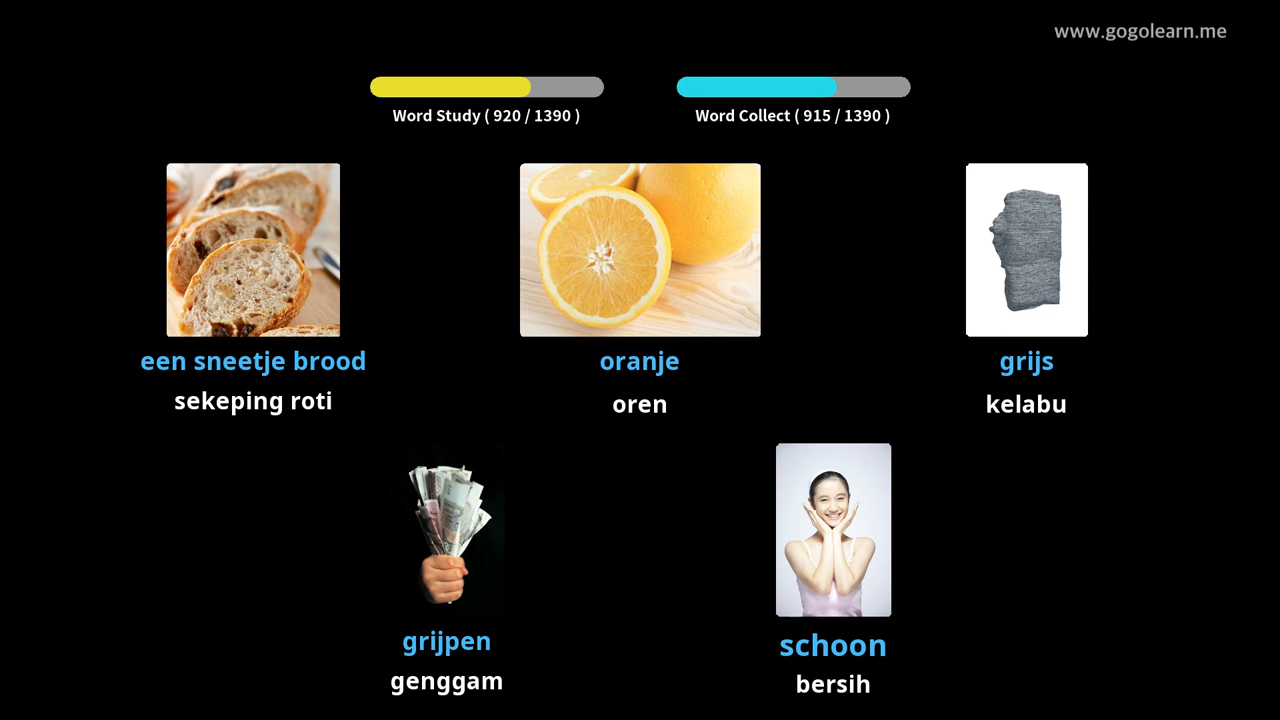 www.gogolearn.me
Word Study ( 920 / 1390 )
Word Collect ( 915 / 1390 )
een sneetje brood
sekeping roti
oranje
oren
grijs
kelabu
grijpen
genggam
schoon
bersih